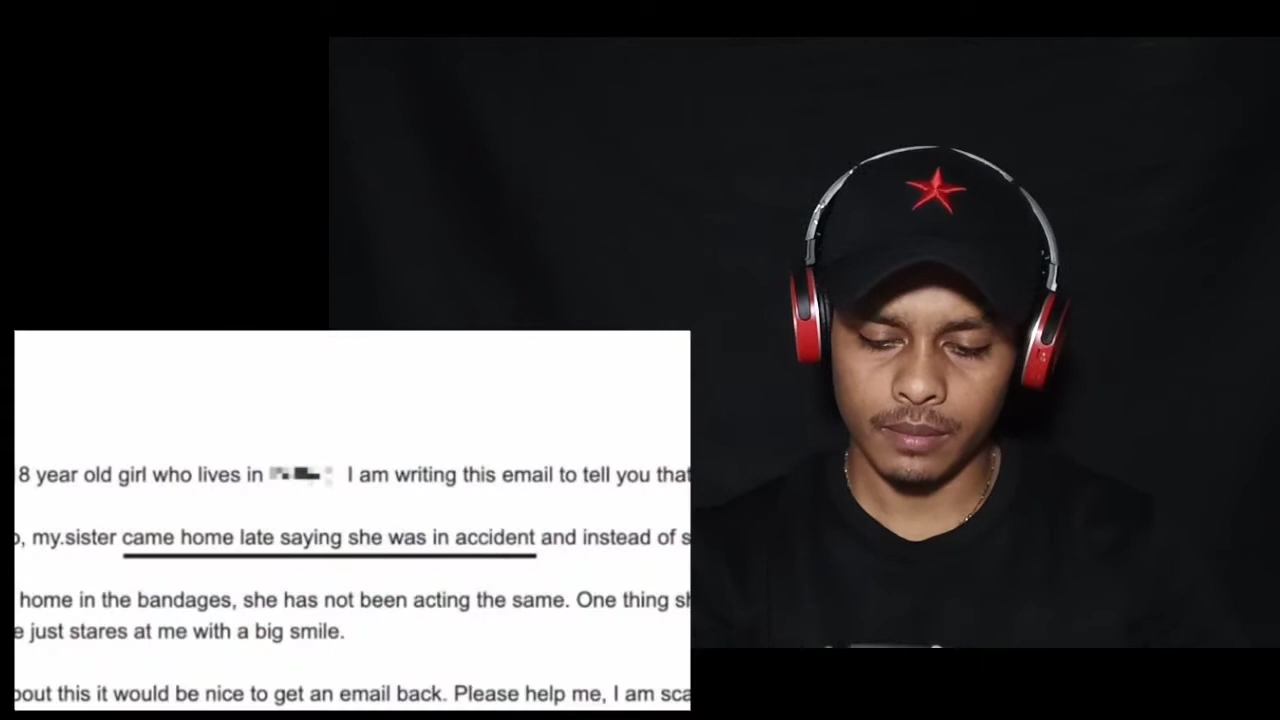 8 year old girl who lives in I am writing this email to tell you that
, my.sister came home late saying she was in accident and instead of s
home in the bandages, she has not been acting the same. One thing sh
e just stares at me with a big smile.
bout this it would be nice to get an email back. Please help me, I am sca